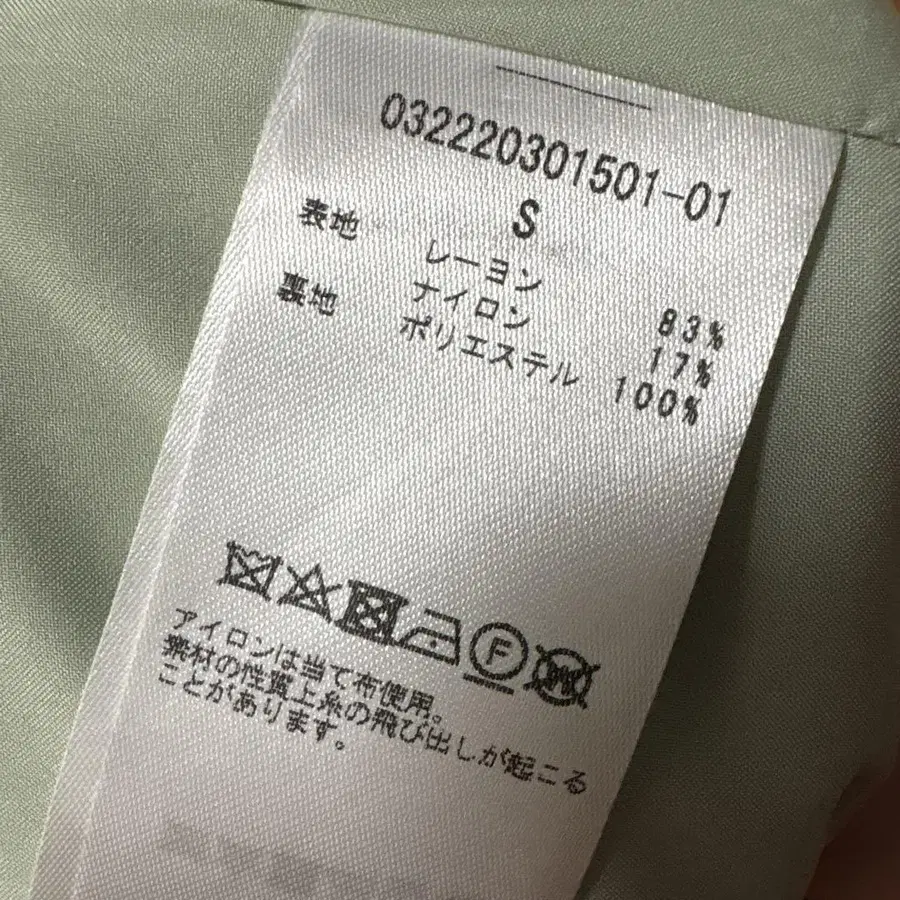 032220301501-01
S
表地 レーヨン 83%
ナイロン 17%
裏地 ポリエステル 100%
F
アイロンは当て布使用。
素材の性質上糸の飛び出しが起こる
ことがあります。